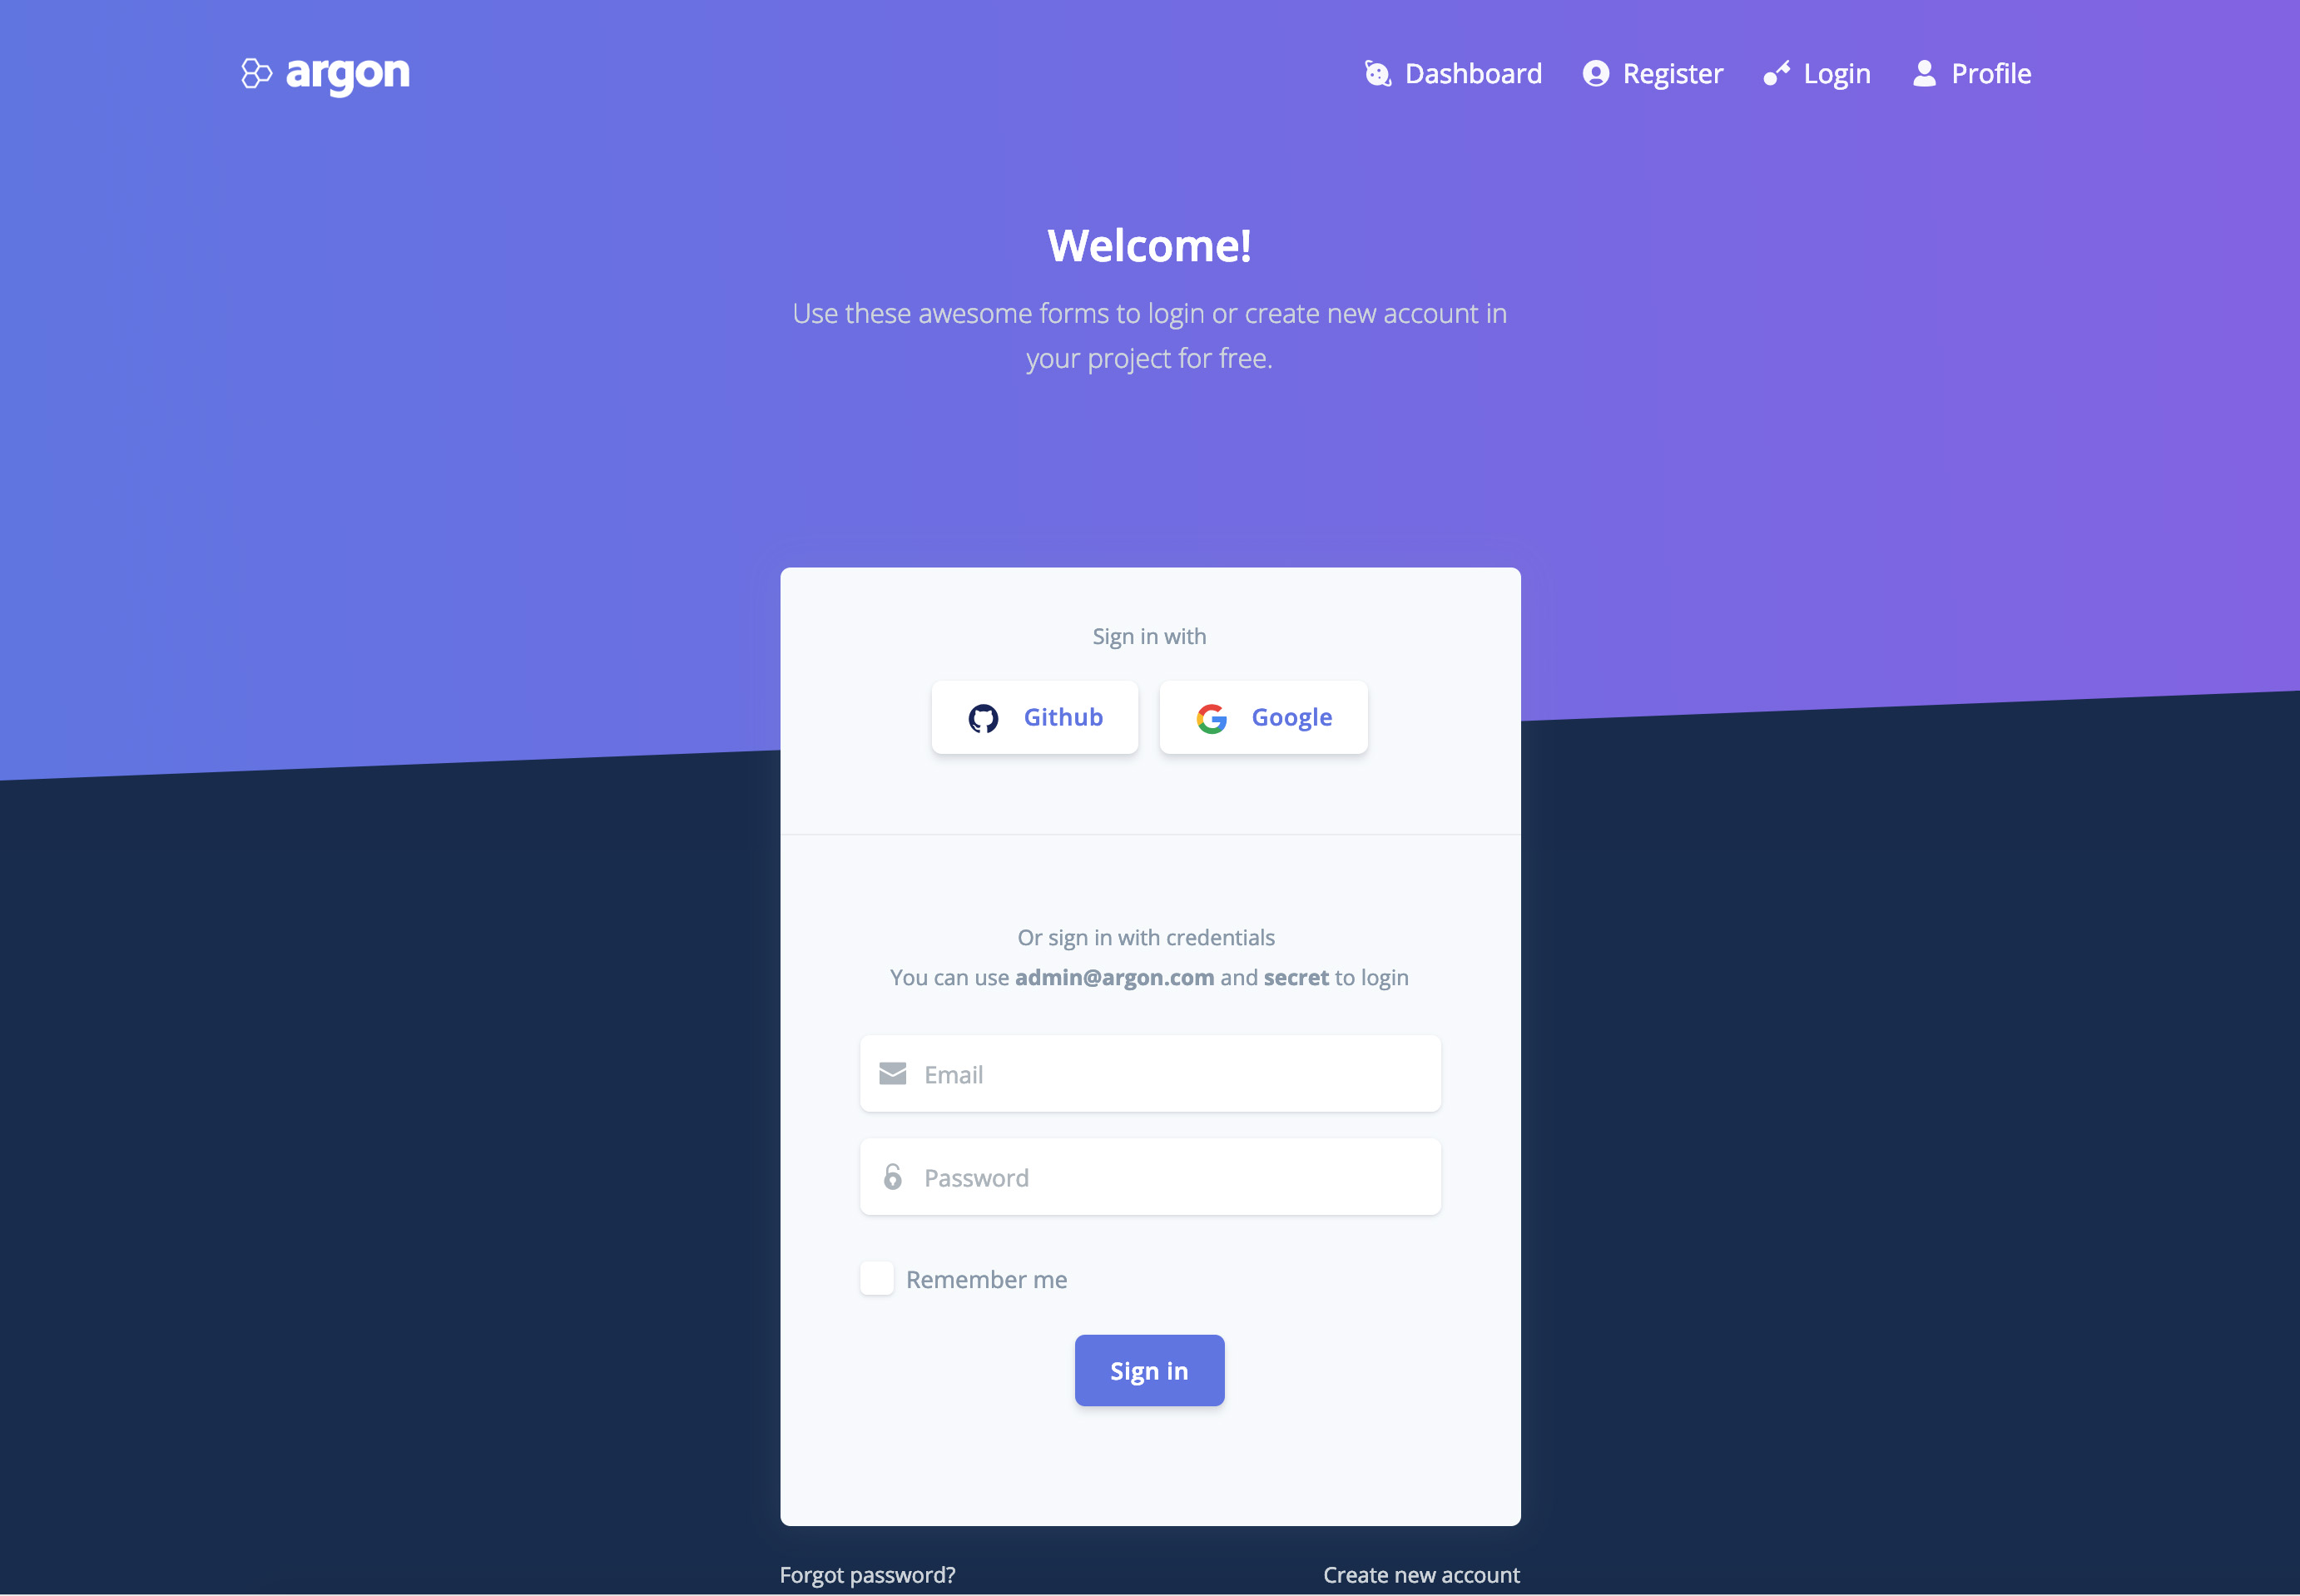 argon
Dashboard
Register
Login
Profile
Welcome!
Use these awesome forms to login or create new account in
your project for free.
Sign in with
Github
Google
Or sign in with credentials
You can use admin@argon.com and secret to login
Email
Password
Remember me
Sign in
Forgot password?
Create new account